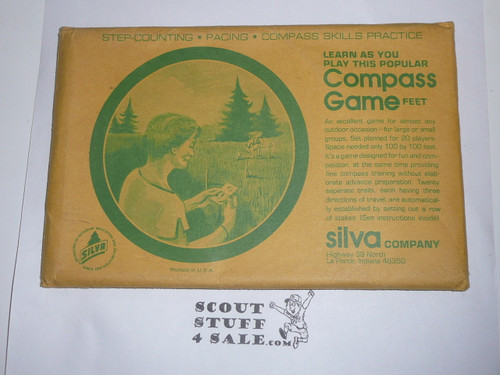 STEP-COUNTING • PACING • COMPASS SKILLS PRACTICE
LEARN AS YOU
PLAY THIS POPULAR
Compass
Game FEET
An excellent game for almost any
outdoor occasion—for large or small
groups. Set planned for 20 players.
Space needed only 100 by 100 feet.
It's a game designed for fun and com-
petition, at the same time providing
fine compass training without elab-
orate advance preparation. Twenty
separate trails, each having three
directions of travel, are automatic-
ally established by setting out a row
of stakes (See instructions inside).
silva COMPANY
Highway 39 North
La Porte, Indiana 46350
SILVA
Printed in U.S.A.
SCOUT
STUFF
4 SALE.com